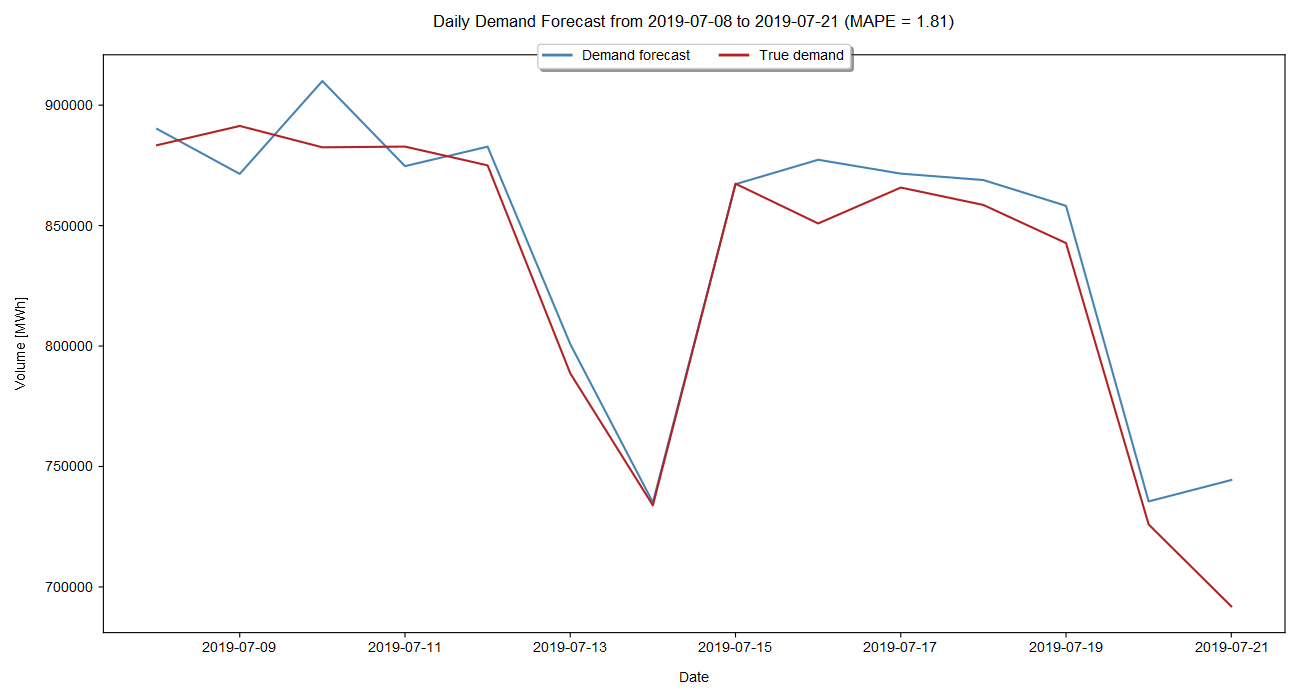 Daily Demand Forecast from 2019-07-08 to 2019-07-21 (MAPE = 1.81)
Demand forecast
True demand
900000
850000
800000
750000
700000
Volume [MWh]
2019-07-09
2019-07-11
2019-07-13
2019-07-15
2019-07-17
2019-07-19
2019-07-21
Date